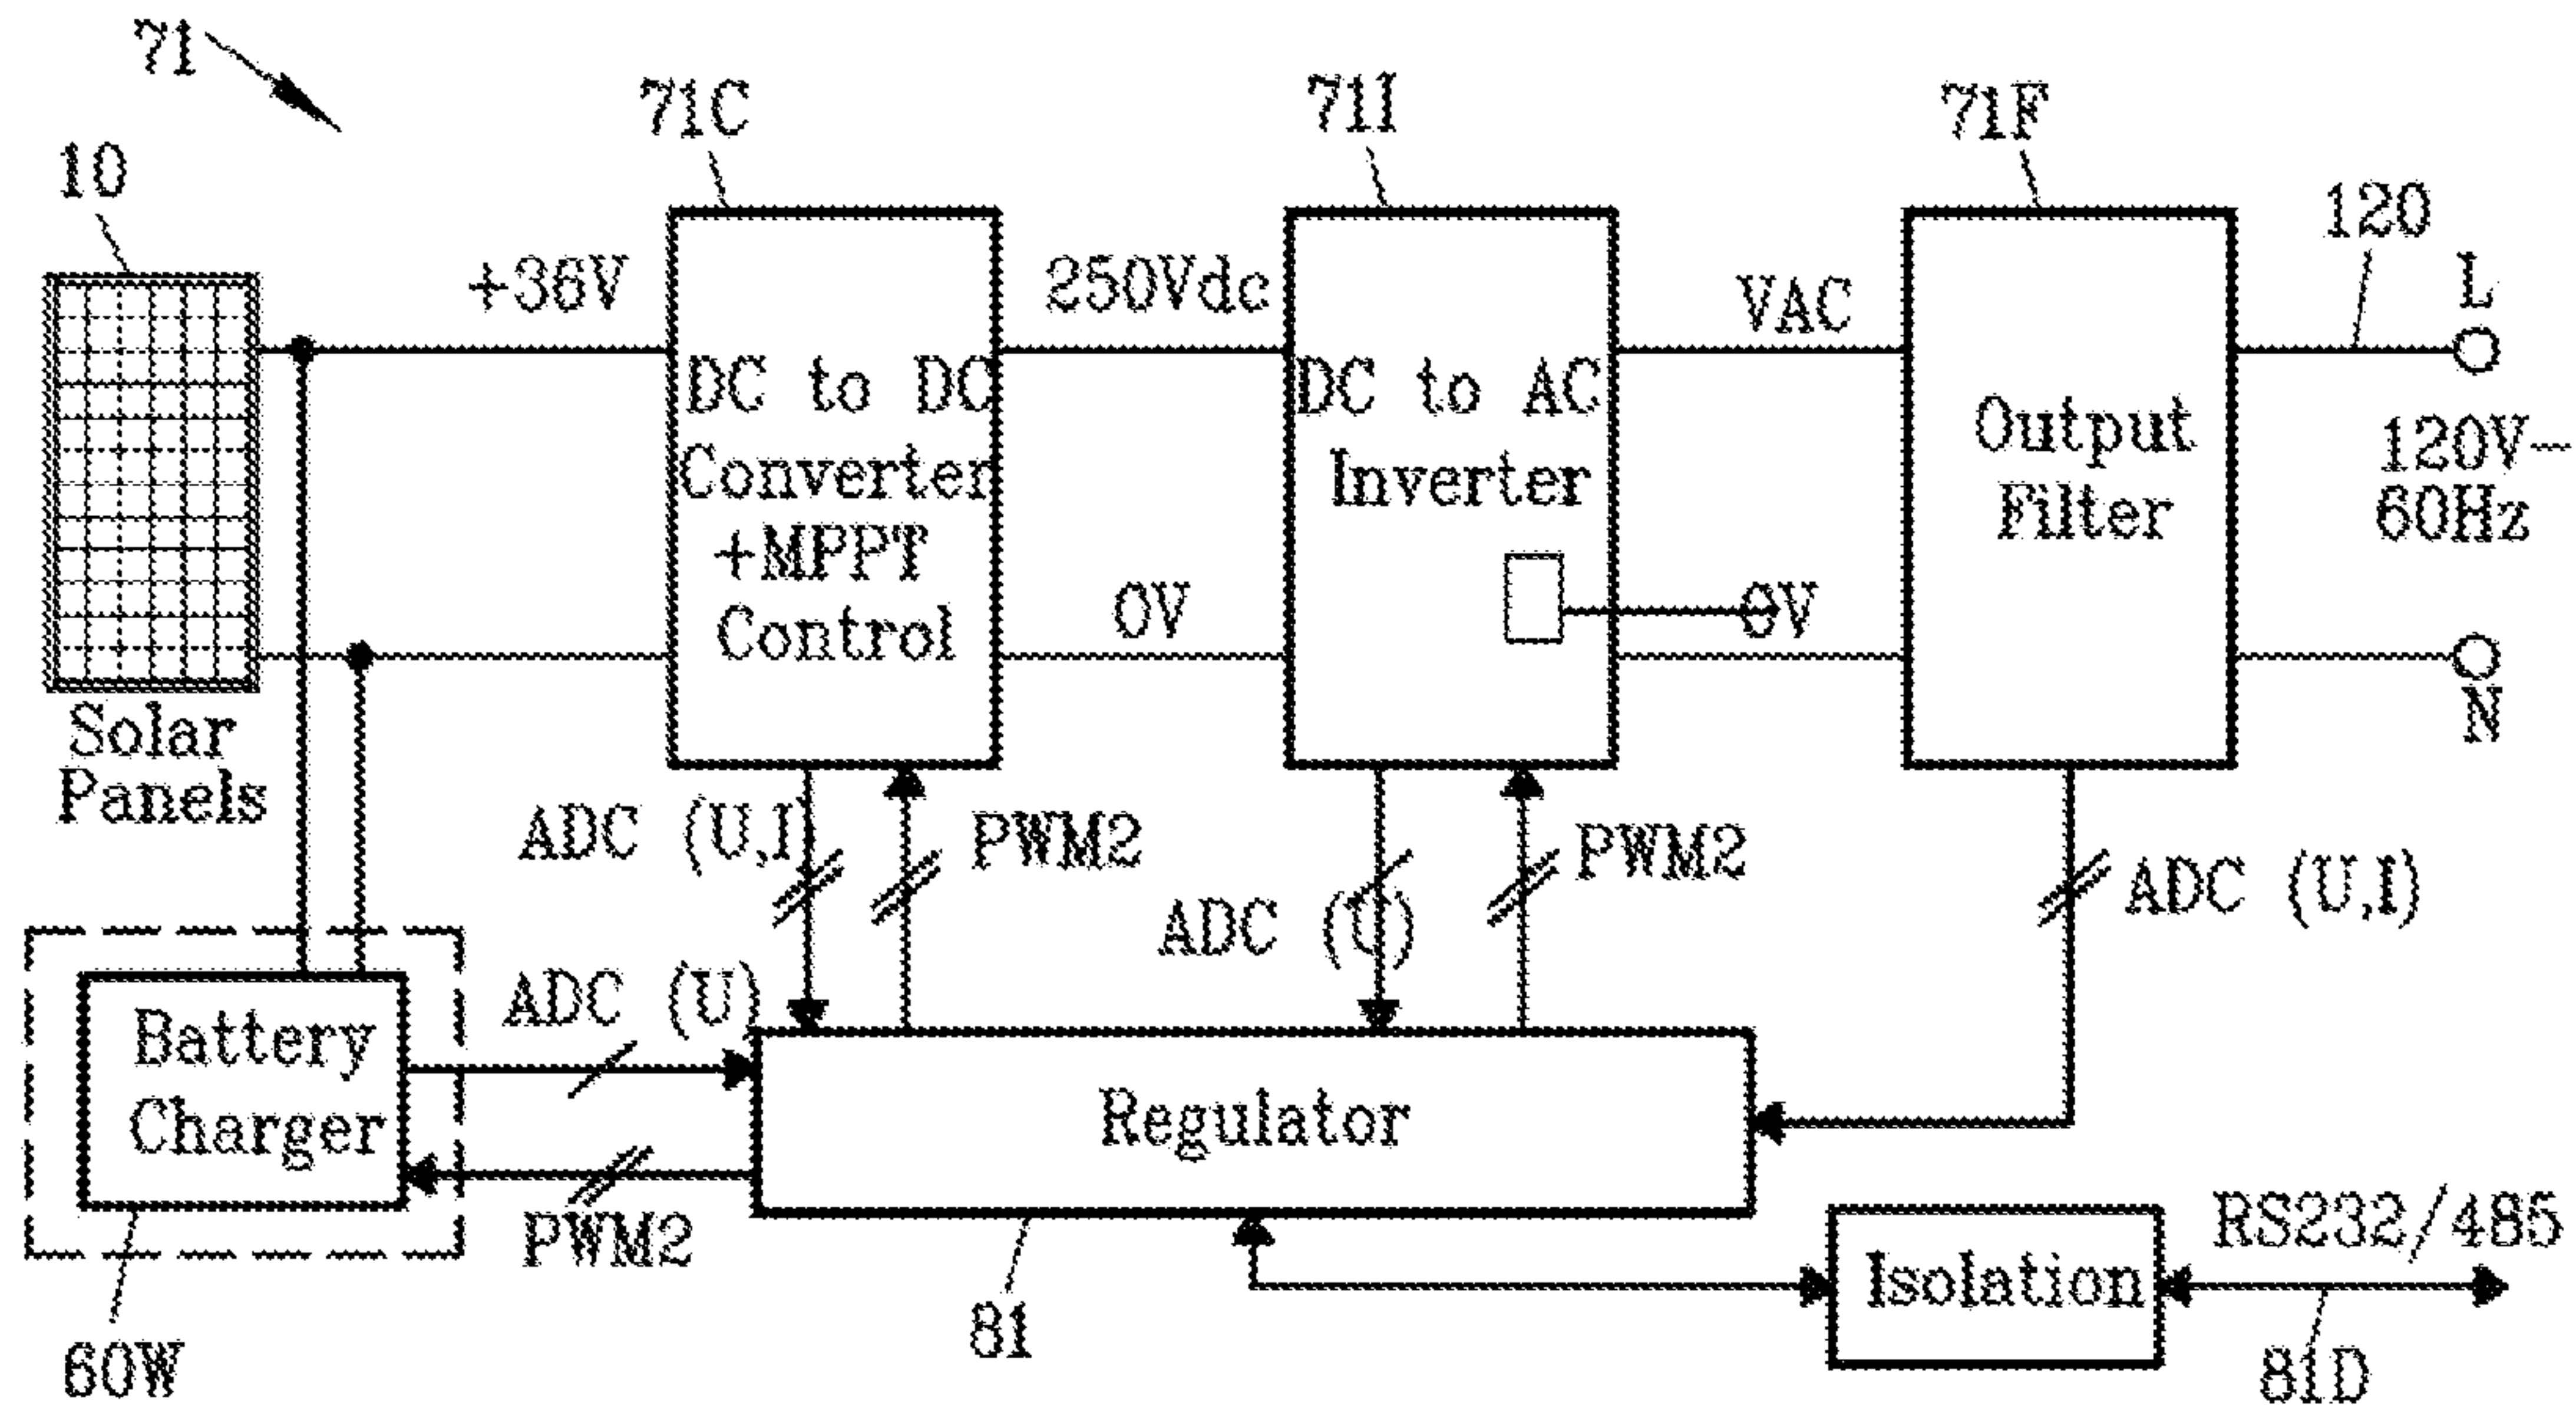 71
71C
71I
71F
10
120
L
+36V
250Vdc
VAC
DC to DC
Converter
+MPPT
Control
DC to AC
Inverter
Output
Filter
120V-
60Hz
0V
0V
N
Solar
Panels
ADC (U,I)
PWM2
ADC (U)
PWM2
ADC (U,I)
ADC (U)
Battery
Charger
Regulator
PWM2
Isolation
RS232/485
60W
81
81D